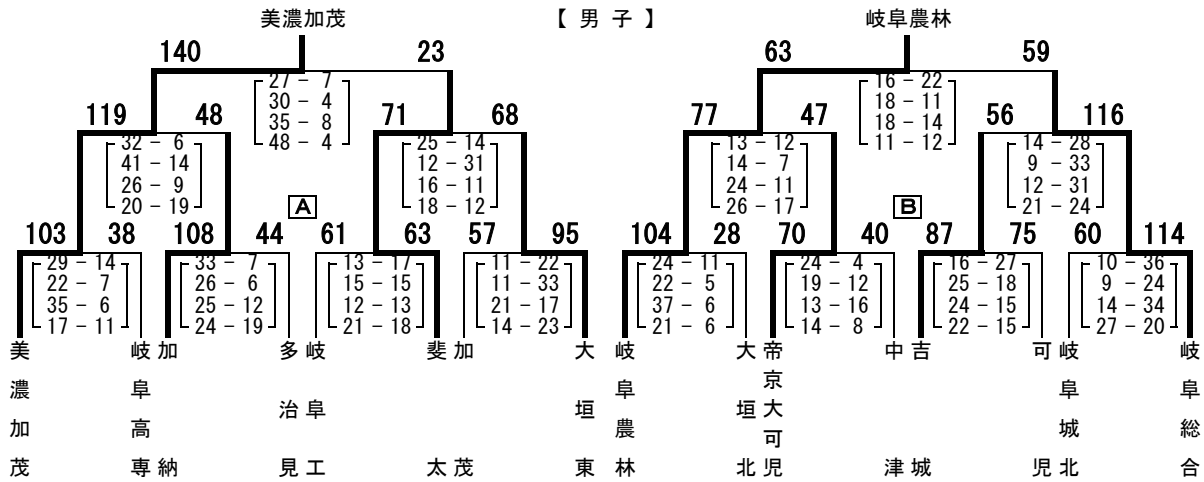 美濃加茂 【 男 子 】 岐阜農林
140 23 63 59
27 - 7 16 - 22
30 - 4 18 - 11
35 - 8 18 - 14
48 - 4 11 - 12
119 48 71 68 77 47 56 116
32 - 6 25 - 14 13 - 12 14 - 28
41 - 14 12 - 31 14 - 7 9 - 33
26 - 9 16 - 11 24 - 11 12 - 31
20 - 19 18 - 12 26 - 17 21 - 24
A B
103 38 108 44 61 63 57 95 104 28 70 40 87 75 60 114
29 - 14 33 - 7 13 - 17 11 - 22 24 - 11 24 - 4 16 - 27 10 - 36
22 - 7 26 - 6 15 - 15 11 - 33 22 - 5 19 - 12 25 - 18 9 - 24
35 - 6 25 - 12 12 - 13 21 - 17 37 - 6 13 - 16 24 - 15 14 - 34
17 - 11 24 - 19 21 - 18 14 - 23 21 - 6 14 - 8 22 - 15 27 - 20
美濃加茂
岐阜高専
加納
多治見
岐阜工
斐太
加茂
大垣東
岐阜農林
大垣北
帝京大可児
中津
吉城
可児
岐阜城北
岐阜総合